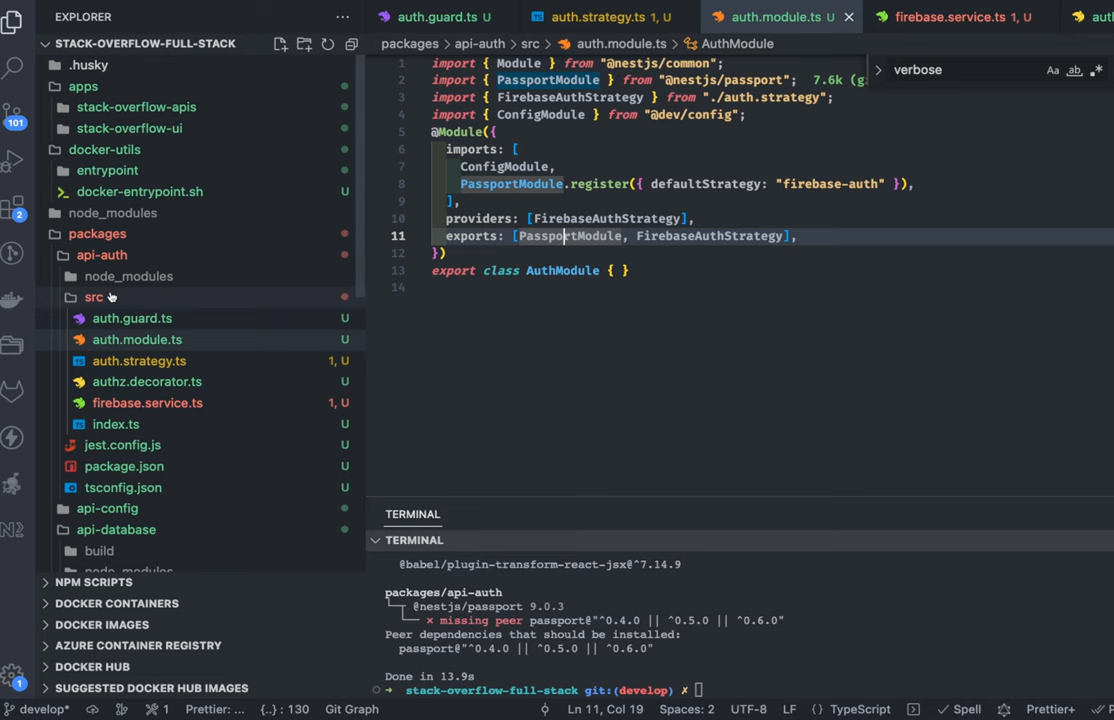 EXPLORER
STACK-OVERFLOW-FULL-STACK
.husky
apps
stack-overflow-apis
stack-overflow-ui
docker-utils
entrypoint
docker-entrypoint.sh U
node_modules
packages
api-auth
node_modules
src
auth.guard.ts U
auth.module.ts U
auth.strategy.ts 1, U
authz.decorator.ts U
firebase.service.ts 1, U
index.ts U
jest.config.js U
package.json U
tsconfig.json U
api-config
api-database
build
node_modules
NPM SCRIPTS
DOCKER CONTAINERS
DOCKER IMAGES
AZURE CONTAINER REGISTRY
DOCKER HUB
SUGGESTED DOCKER HUB IMAGES
101
2
1
auth.guard.ts U
auth.strategy.ts 1, U
auth.module.ts U
firebase.service.ts 1, U
auth
packages > api-auth > src > auth.module.ts > AuthModule
verbose
Aa ab
1 import { Module } from "@nestjs/common";
2 import { PassportModule } from "@nestjs/passport"; 7.6k (g
3 import { FirebaseAuthStrategy } from "./auth.strategy";
4 import { ConfigModule } from "@dev/config";
5 @Module({
6 imports: [
7 ConfigModule,
8 PassportModule.register({ defaultStrategy: "firebase-auth" }),
9 ],
10 providers: [FirebaseAuthStrategy],
11 exports: [PassportModule, FirebaseAuthStrategy],
12 })
13 export class AuthModule { }
14
TERMINAL
TERMINAL
@babel/plugin-transform-react-jsx@^7.14.9
packages/api-auth
└─┬ @nestjs/passport 9.0.3
└── ✕ missing peer passport@"^0.4.0 || ^0.5.0 || ^0.6.0"
Peer dependencies that should be installed:
passport@"^0.4.0 || ^0.5.0 || ^0.6.0"
Done in 13.9s
➜ stack-overflow-full-stack git:(develop) ✗
develop* 1 Prettier: ... {..} : 130 Git Graph Ln 11, Col 19 Spaces: 2 UTF-8 LF {} TypeScript Spell Prettier+